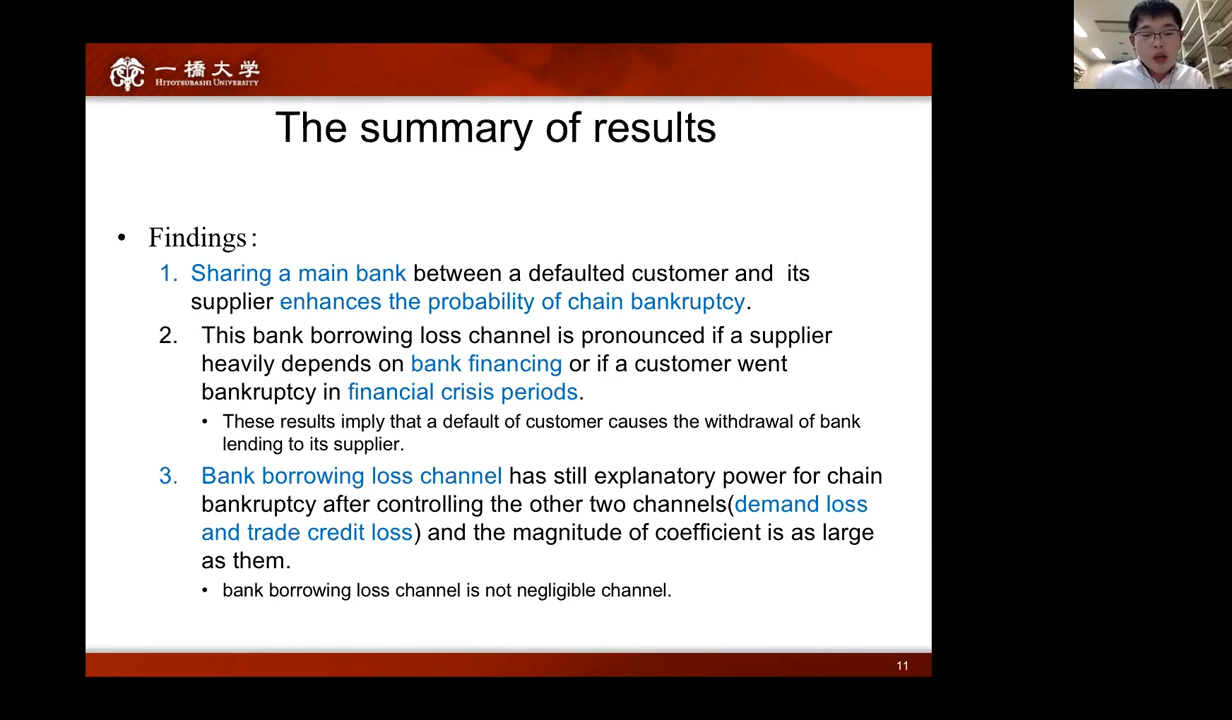 一橋大学
HITOTSUBASHI UNIVERSITY
The summary of results
• Findings:
1. Sharing a main bank between a defaulted customer and its
supplier enhances the probability of chain bankruptcy.
2. This bank borrowing loss channel is pronounced if a supplier
heavily depends on bank financing or if a customer went
bankruptcy in financial crisis periods.
• These results imply that a default of customer causes the withdrawal of bank
lending to its supplier.
3. Bank borrowing loss channel has still explanatory power for chain
bankruptcy after controlling the other two channels(demand loss
and trade credit loss) and the magnitude of coefficient is as large
as them.
• bank borrowing loss channel is not negligible channel.
11